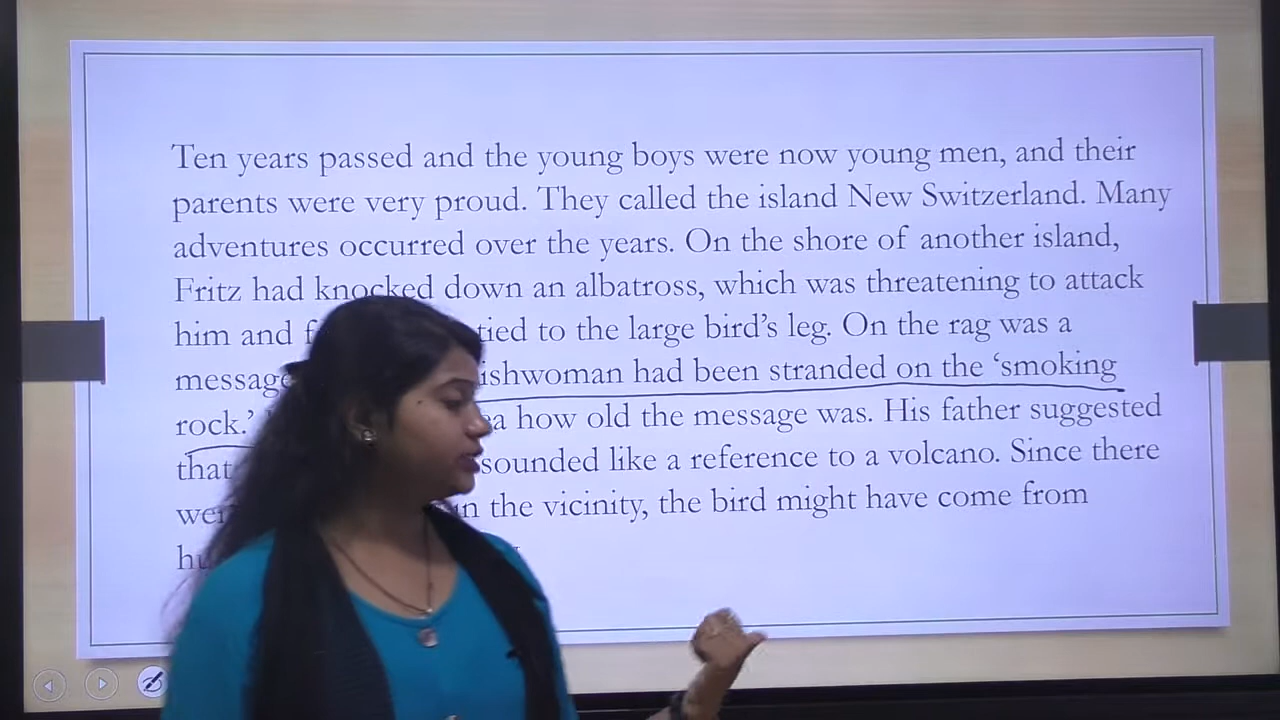 Ten years passed and the young boys were now young men, and their
parents were very proud. They called the island New Switzerland. Many
adventures occurred over the years. On the shore of another island,
Fritz had knocked down an albatross, which was threatening to attack
him and tied to the large bird's leg. On the rag was a
message had been stranded on the 'smoking
rock.' how old the message was. His father suggested
that sounded like a reference to a volcano. Since there
in the vicinity, the bird might have come from